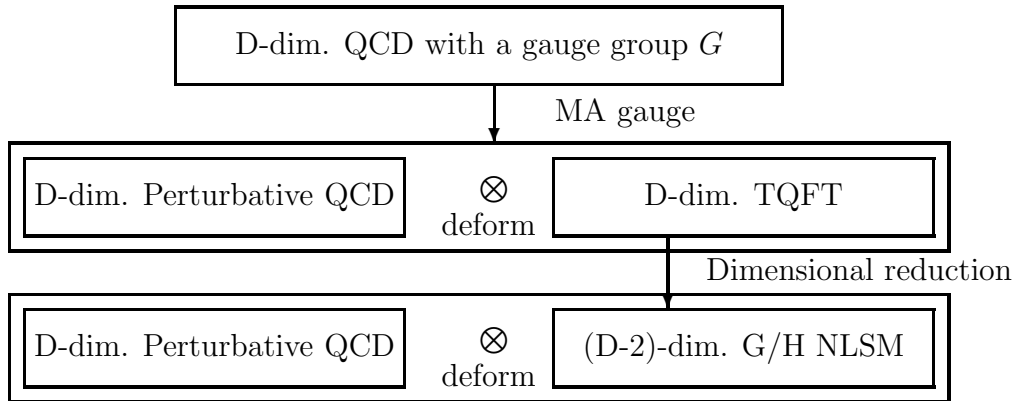 D-dim. QCD with a gauge group G
MA gauge
D-dim. Perturbative QCD ⊗ D-dim. TQFT
deform
Dimensional reduction
D-dim. Perturbative QCD ⊗ (D-2)-dim. G/H NLSM
deform